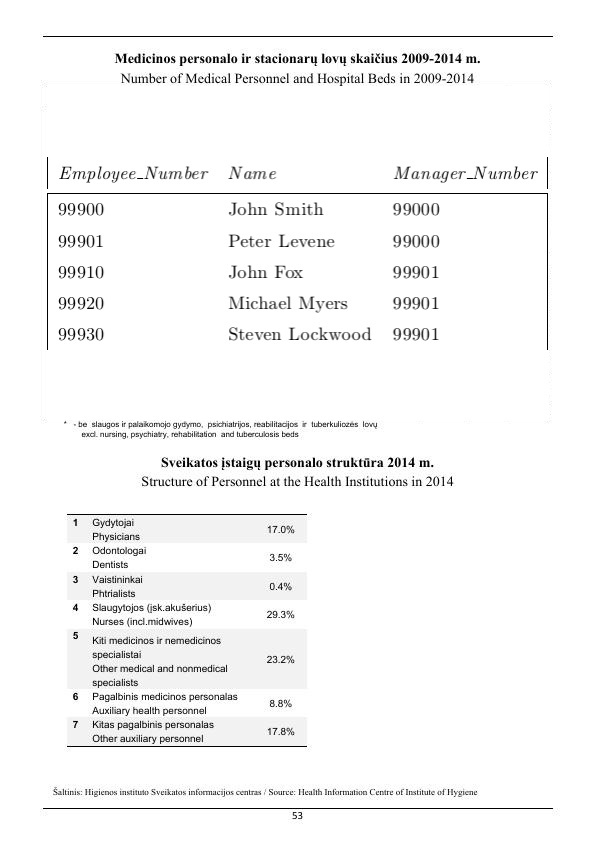 Medicinos personalo ir stacionarų lovų skaičius 2009-2014 m.
Number of Medical Personnel and Hospital Beds in 2009-2014
Employee_Number Name Manager_Number
99900 John Smith 99000
99901 Peter Levene 99000
99910 John Fox 99901
99920 Michael Myers 99901
99930 Steven Lockwood 99901
* - be slaugos ir palaikomojo gydymo, psichiatrijos, reabilitacijos ir tuberkuliozės lovų
excl. nursing, psychiatry, rehabilitation and tuberculosis beds
Sveikatos įstaigų personalo struktūra 2014 m.
Structure of Personnel at the Health Institutions in 2014
1 Gydytojai
Physicians 17.0%
2 Odontologai
Dentists 3.5%
3 Vaistininkai
Phtrialists 0.4%
4 Slaugytojos (įsk.akušerius)
Nurses (incl.midwives) 29.3%
5 Kiti medicinos ir nemedicinos
specialistai
Other medical and nonmedical
specialists 23.2%
6 Pagalbinis medicinos personalas
Auxiliary health personnel 8.8%
7 Kitas pagalbinis personalas
Other auxiliary personnel 17.8%
Šaltinis: Higienos instituto Sveikatos informacijos centras / Source: Health Information Centre of Institute of Hygiene
53